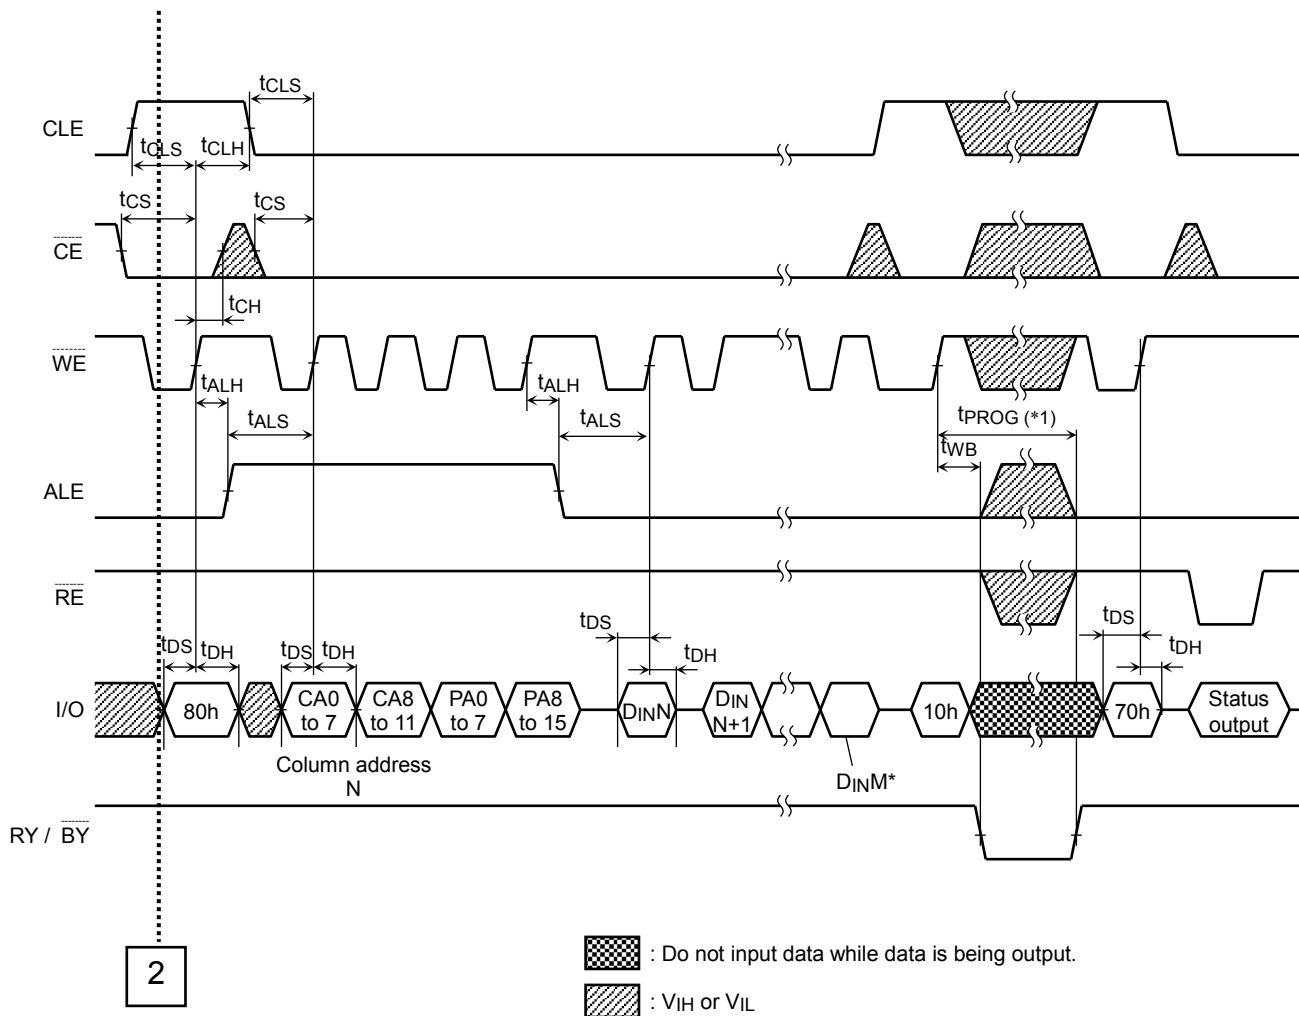 tCLS
CLE
tCLS
tCLH
tCS
tCS
CE
tCH
WE
tALH
tALH
tALS
tALS
tPROG (*1)
tWB
ALE
RE
tDS
tDH
tDS
tDH
tDS
tDH
tDS
tDH
I/O
80h
CA0 to 7
CA8 to 11
PA0 to 7
PA8 to 15
DINN
DIN N+1
10h
70h
Status output
Column address
N
DINM*
RY / BY
2
: Do not input data while data is being output.
: VIH or VIL